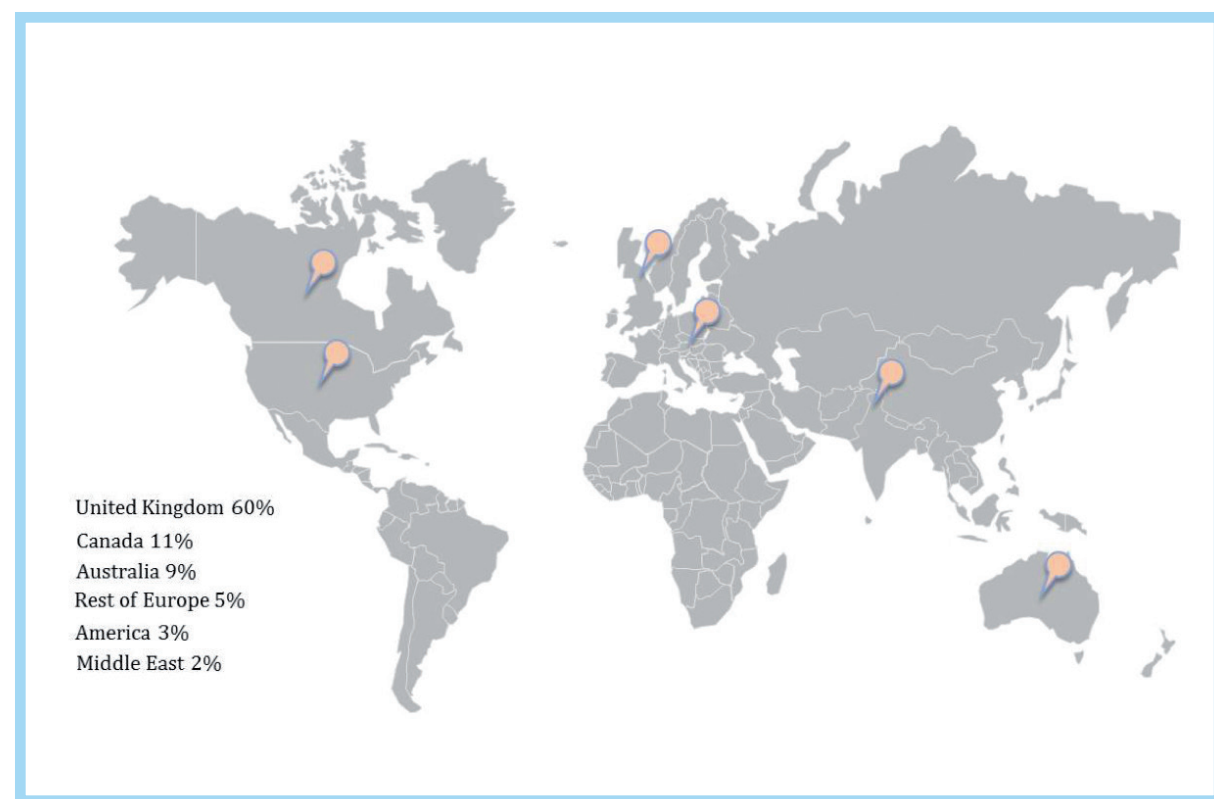 United Kingdom 60%
Canada 11%
Australia 9%
Rest of Europe 5%
America 3%
Middle East 2%